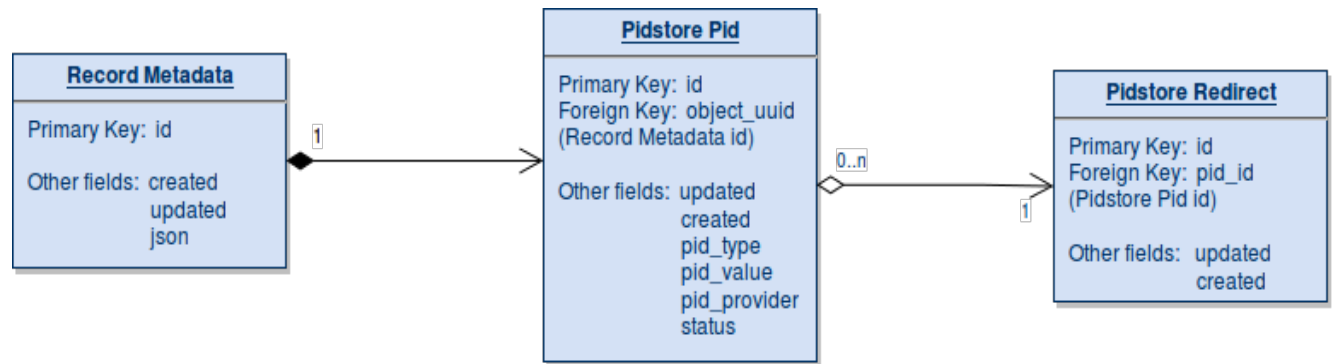 Record Metadata
Primary Key: id
Other fields: created
updated
json
1
Pidstore Pid
Primary Key: id
Foreign Key: object_uuid
(Record Metadata id)
Other fields: updated
created
pid_type
pid_value
pid_provider
status
0..n
1
Pidstore Redirect
Primary Key: id
Foreign Key: pid_id
(Pidstore Pid id)
Other fields: updated
created